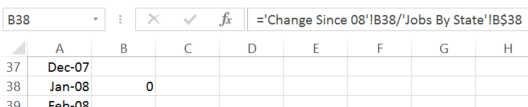 B38 fx ='Change Since 08'!B38/'Jobs By State'!B$38
A B C D E F G H
37 Dec-07
38 Jan-08 0
39 Feb-08